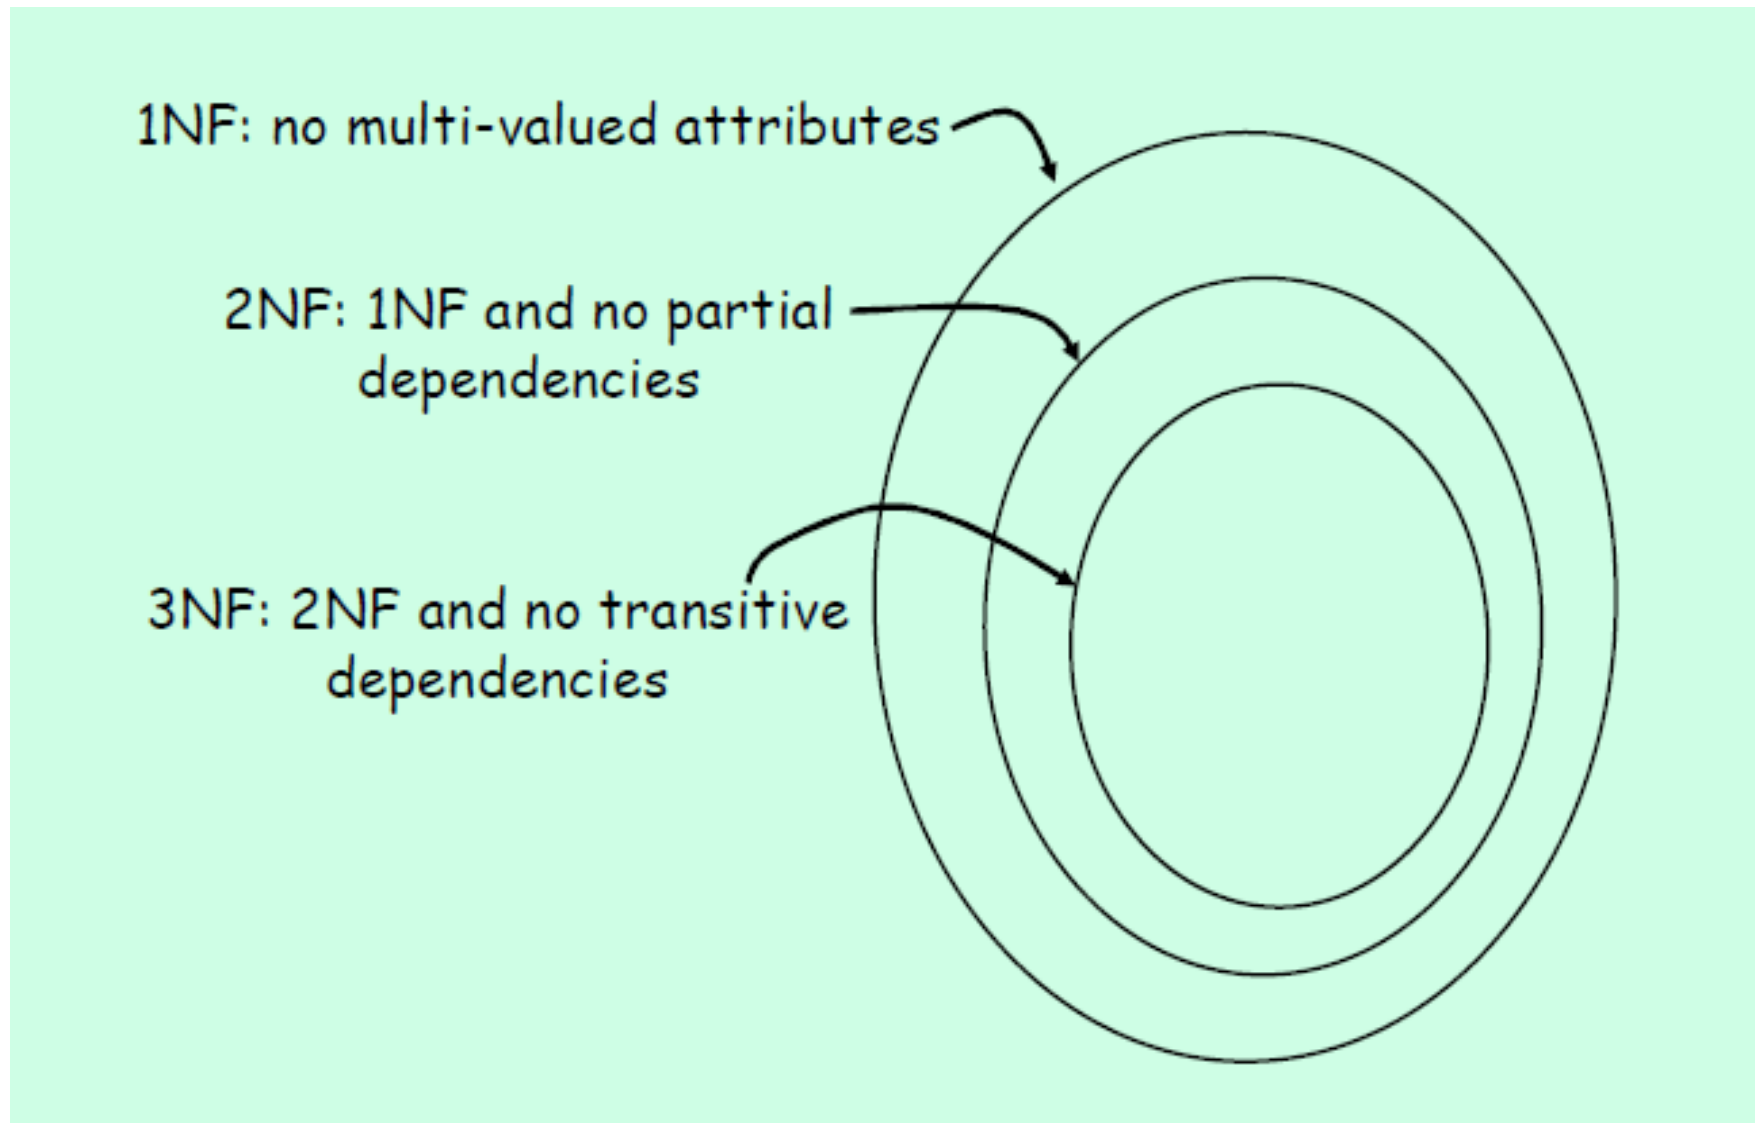 1NF: no multi-valued attributes
2NF: 1NF and no partial
dependencies
3NF: 2NF and no transitive
dependencies